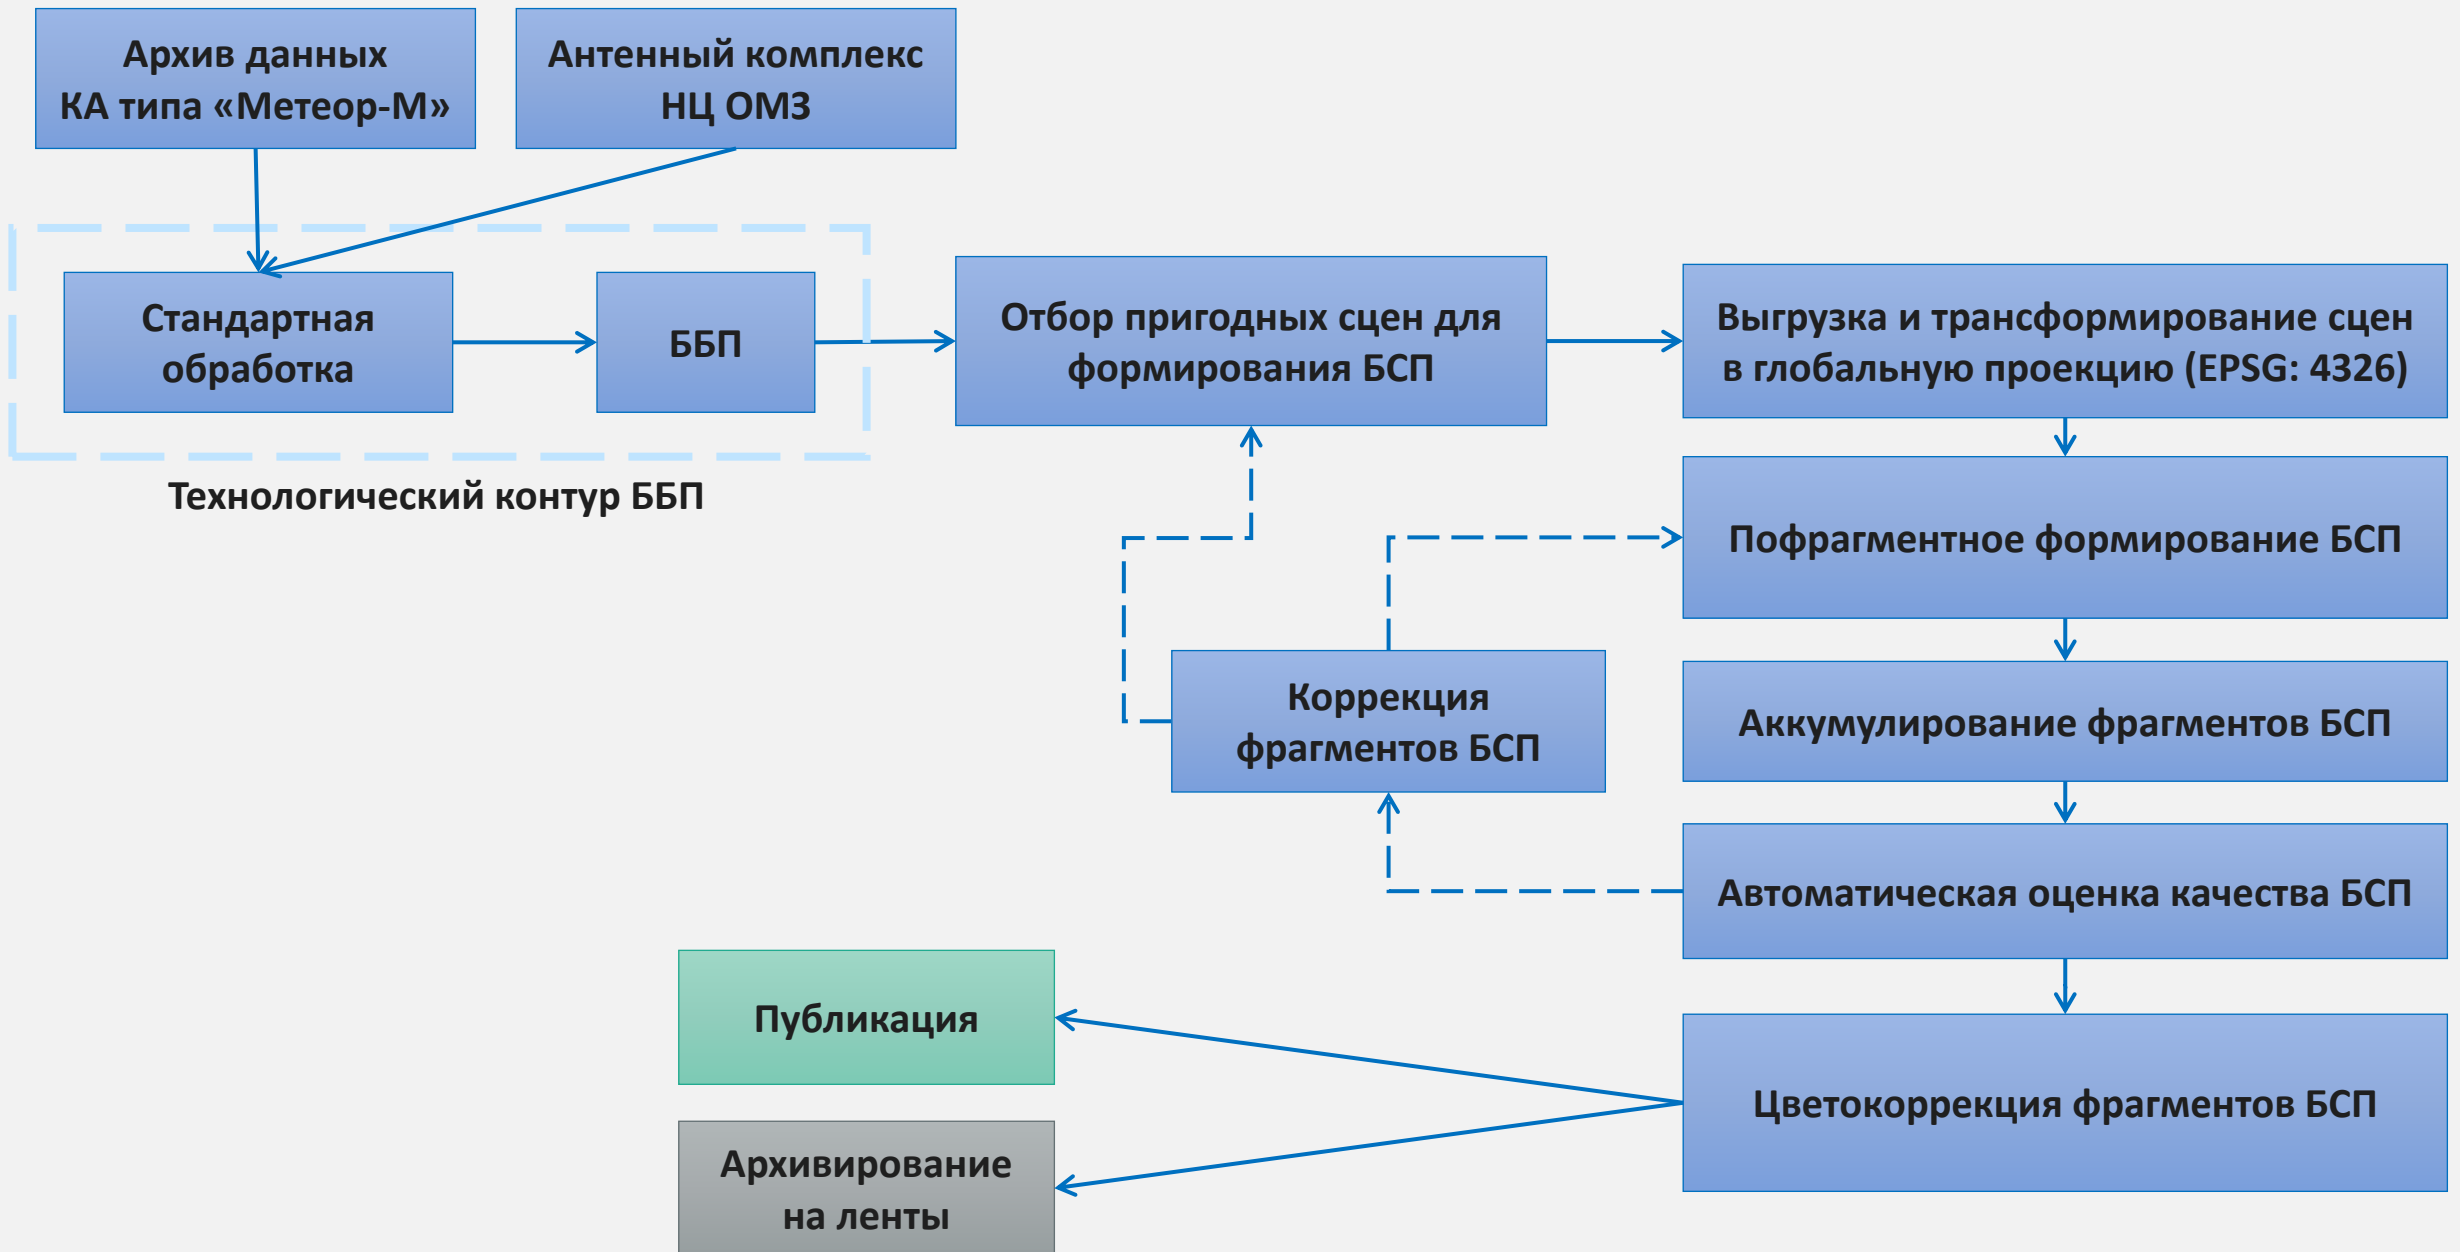 Архив данных
КА типа «Метеор-М»
Антенный комплекс
НЦ ОМЗ
Стандартная
обработка
ББП
Технологический контур ББП
Отбор пригодных сцен для
формирования БСП
Выгрузка и трансформирование сцен
в глобальную проекцию (EPSG: 4326)
Пофрагментное формирование БСП
Коррекция
фрагментов БСП
Аккумулирование фрагментов БСП
Автоматическая оценка качества БСП
Цветокоррекция фрагментов БСП
Публикация
Архивирование
на ленты